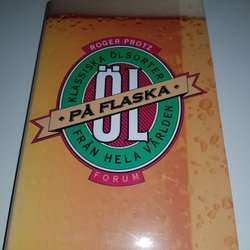 ROGER PROTZ
KLASSISKA ÖLSORTER
ÖL
PÅ FLASKA
FRÅN HELA VÄRLDEN
FORUM